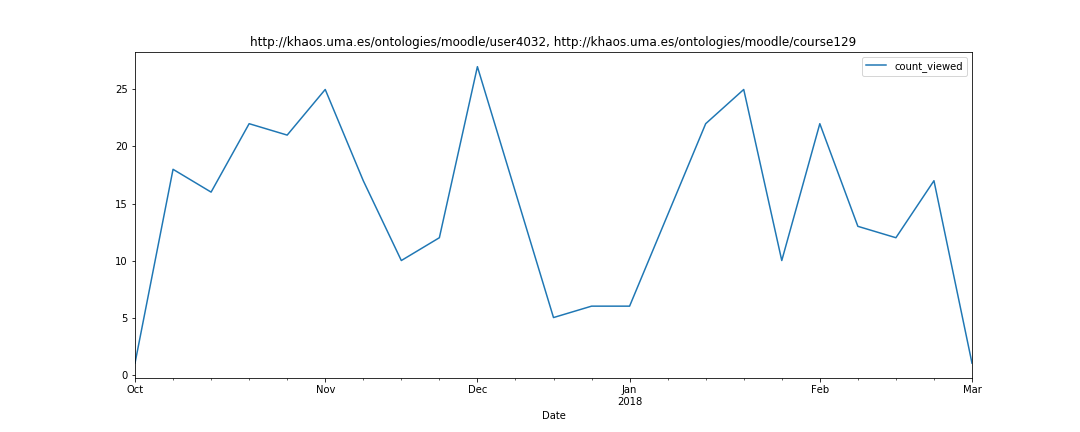 http://khaos.uma.es/ontologies/moodle/user4032, http://khaos.uma.es/ontologies/moodle/course129
count_viewed
25
20
15
10
5
0
Oct Nov Dec Jan Feb Mar
2018
Date